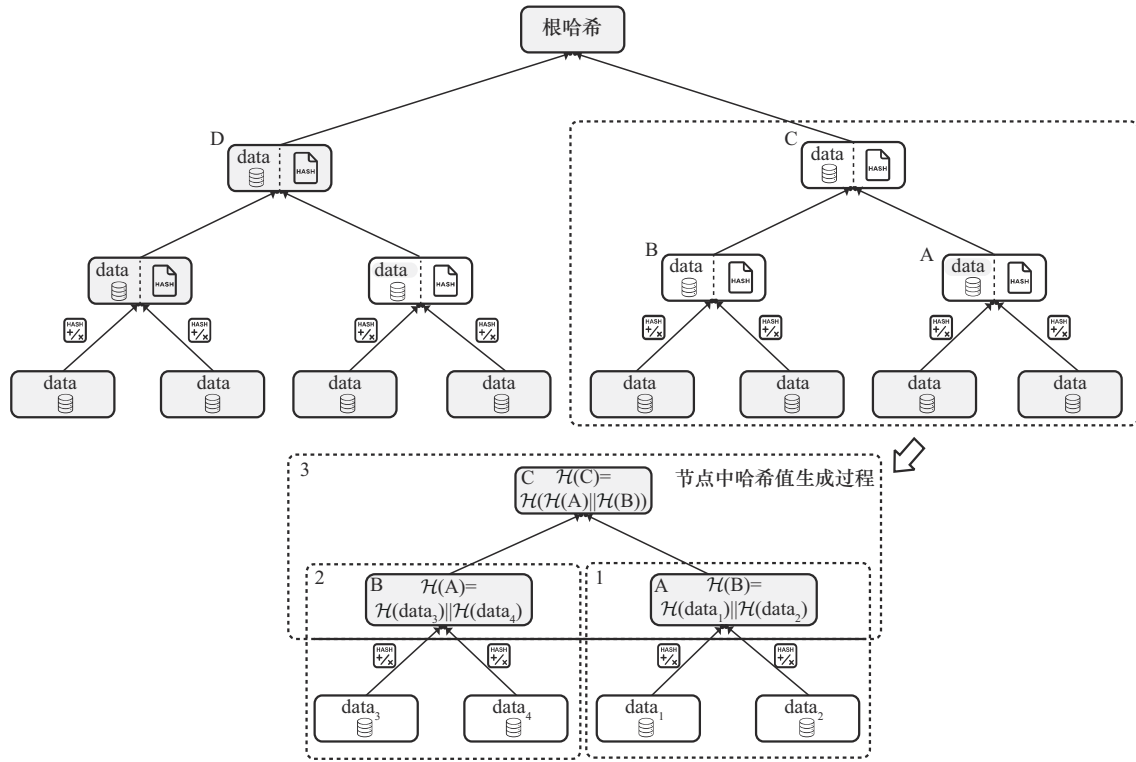 根哈希
D
data
HASH
C
data
HASH
data
HASH
data
HASH
B
data
HASH
A
data
HASH
HASH
+/x
HASH
+/x
HASH
+/x
HASH
+/x
HASH
+/x
HASH
+/x
HASH
+/x
HASH
+/x
data
data
data
data
data
data
data
data
3
C ℋ(C)=
ℋ(ℋ(A)||ℋ(B))
节点中哈希值生成过程
2
B ℋ(A)=
ℋ(data₃)||ℋ(data₄)
1
A ℋ(B)=
ℋ(data₁)||ℋ(data₂)
HASH
+/x
HASH
+/x
HASH
+/x
HASH
+/x
data₃
data₄
data₁
data₂